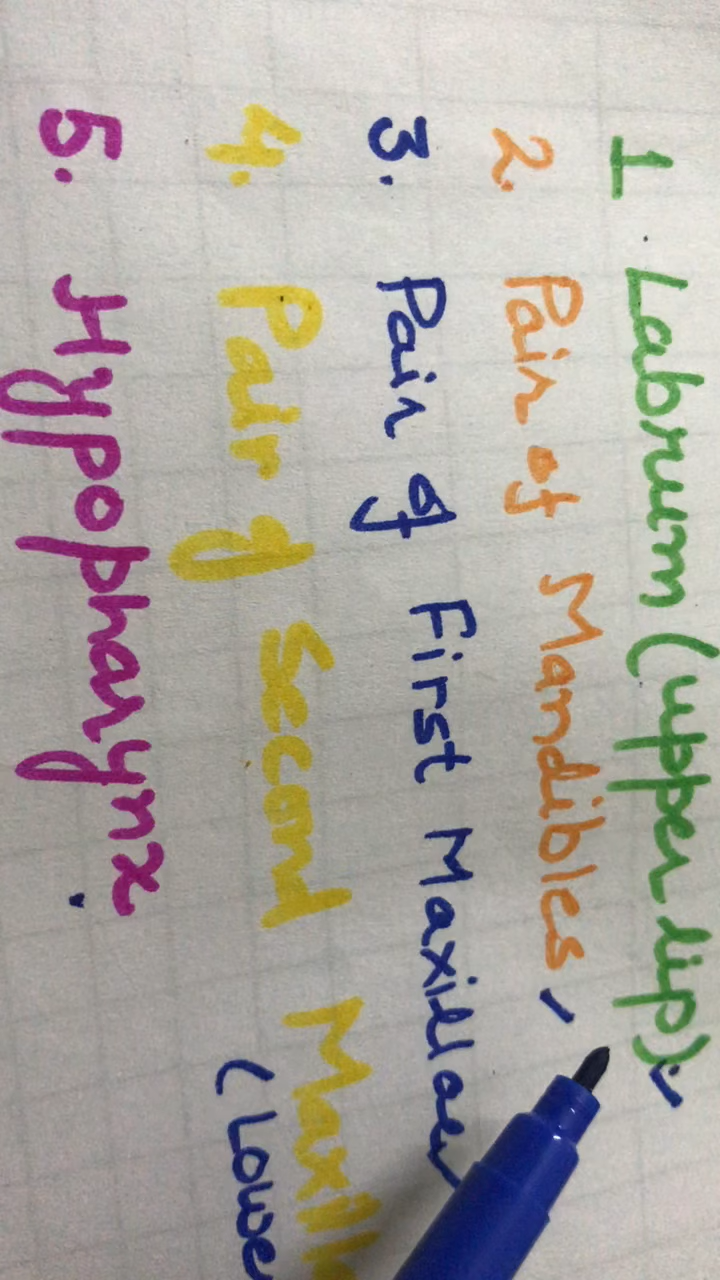 1. Labrum (upper lip)
2. Pair of Mandibles
3. Pair of First Maxillae
4. Pair of Second Maxill
(Lowe
5. Hypopharynx